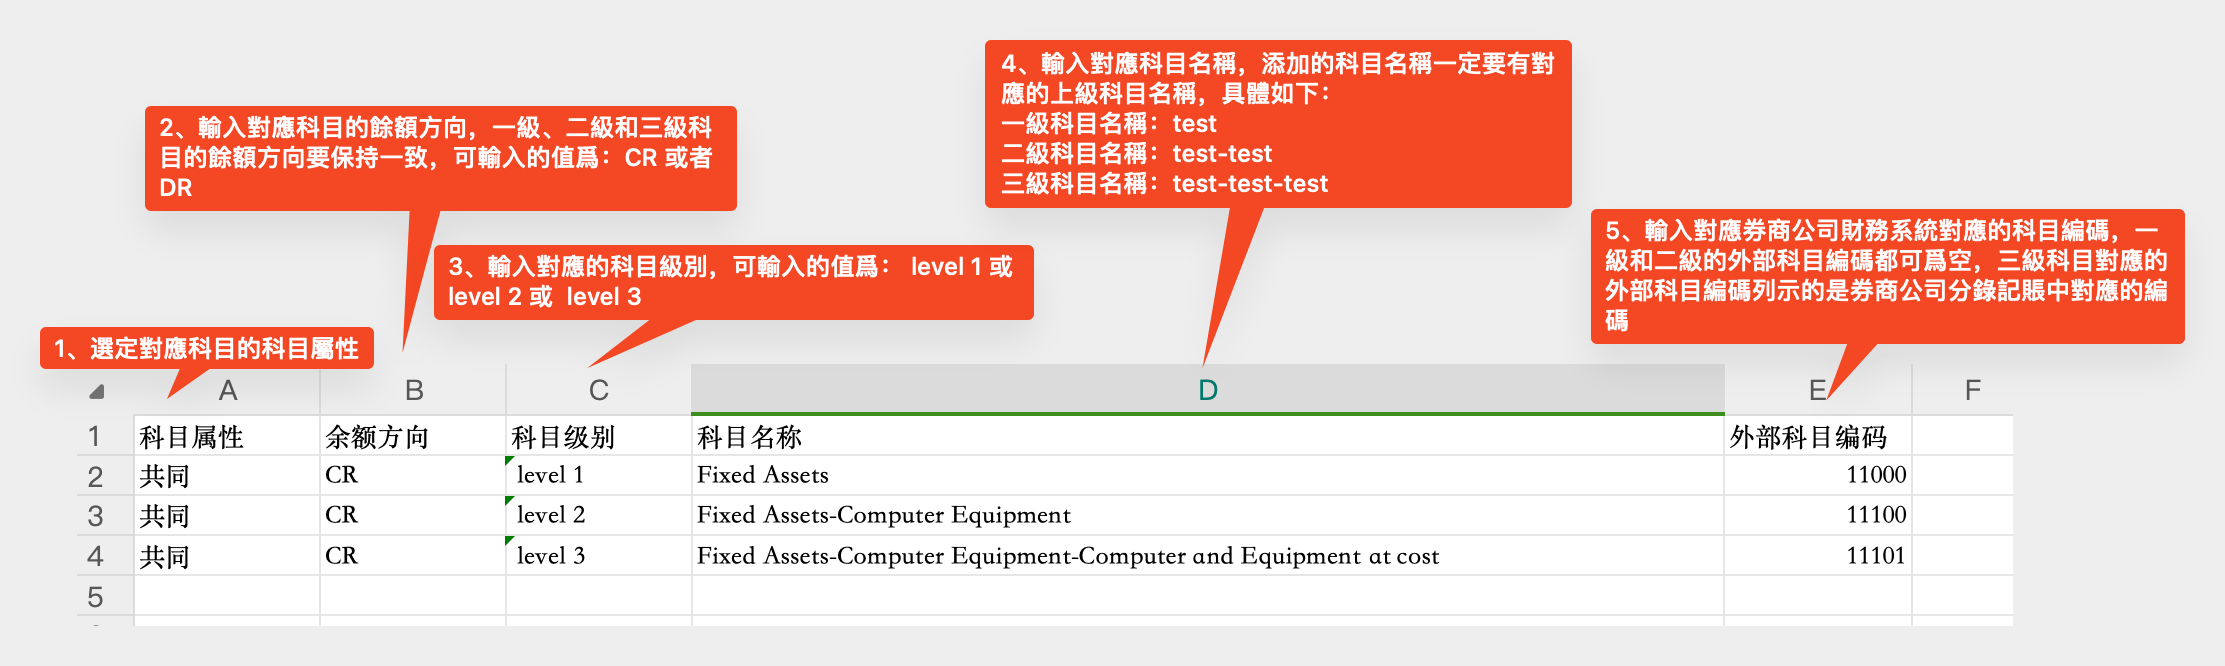 4、輸入對應科目名稱，添加的科目名稱一定要有對
應的上級科目名稱，具體如下：
一級科目名稱：test
二級科目名稱：test-test
三級科目名稱：test-test-test
2、輸入對應科目的餘額方向，一級、二級和三級科
目的餘額方向要保持一致，可輸入的值爲：CR 或者
DR
5、輸入對應券商公司財務系統對應的科目編碼，一
級和二級的外部科目編碼都可爲空，三級科目對應的
外部科目編碼列示的是券商公司分錄記賬中對應的編
碼
3、輸入對應的科目級別，可輸入的值爲： level 1 或
level 2 或 level 3
1、選定對應科目的科目屬性
A B C D E F
1 科目属性 余额方向 科目级别 科目名称 外部科目编码
2 共同 CR level 1 Fixed Assets 11000
3 共同 CR level 2 Fixed Assets-Computer Equipment 11100
4 共同 CR level 3 Fixed Assets-Computer Equipment-Computer and Equipment at cost 11101
5